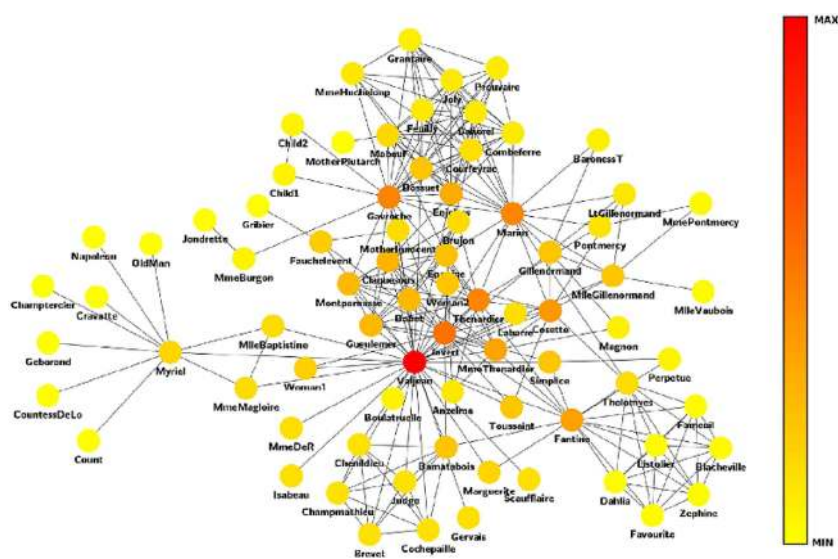 MAX
Grantaire
MmeHucheloup
Joly
Prouvaire
Feuilly
Bahorel
Child2
MotherPlutarch
Mabeuf
Combeferre
Courfeyrac
BaronessT
Child1
Bossuet
Gavroche
Enjolras
Marius
LtGillenormand
MmePontmercy
Gribier
Jondrette
MotherInnocent
Brujon
Pontmercy
Napoleon
OldMan
Fauchelevent
Eponine
Gillenormand
MmeBurgon
Claquesous
Champtercier
Cravatte
Montparnasse
Woman2
MlleGillenormand
MlleVaubois
Babet
Thenardier
Labarre
Cosette
Geborand
Myriel
MlleBaptistine
Gueulemer
Javert
Magnon
Woman1
Valjean
MmeThenardier
Simplice
Perpetue
CountessDeLo
MmeMagloire
Boulatruelle
Anzelma
Tholomyes
Count
MmeDeR
Toussaint
Fantine
Fameuil
Chenildieu
Bamatabois
Listolier
Blacheville
Isabeau
Champmathieu
Judge
Marguerite
Scaufflaire
Dahlia
Zephine
Brevet
Cochepaille
Gervais
Favourite
MIN